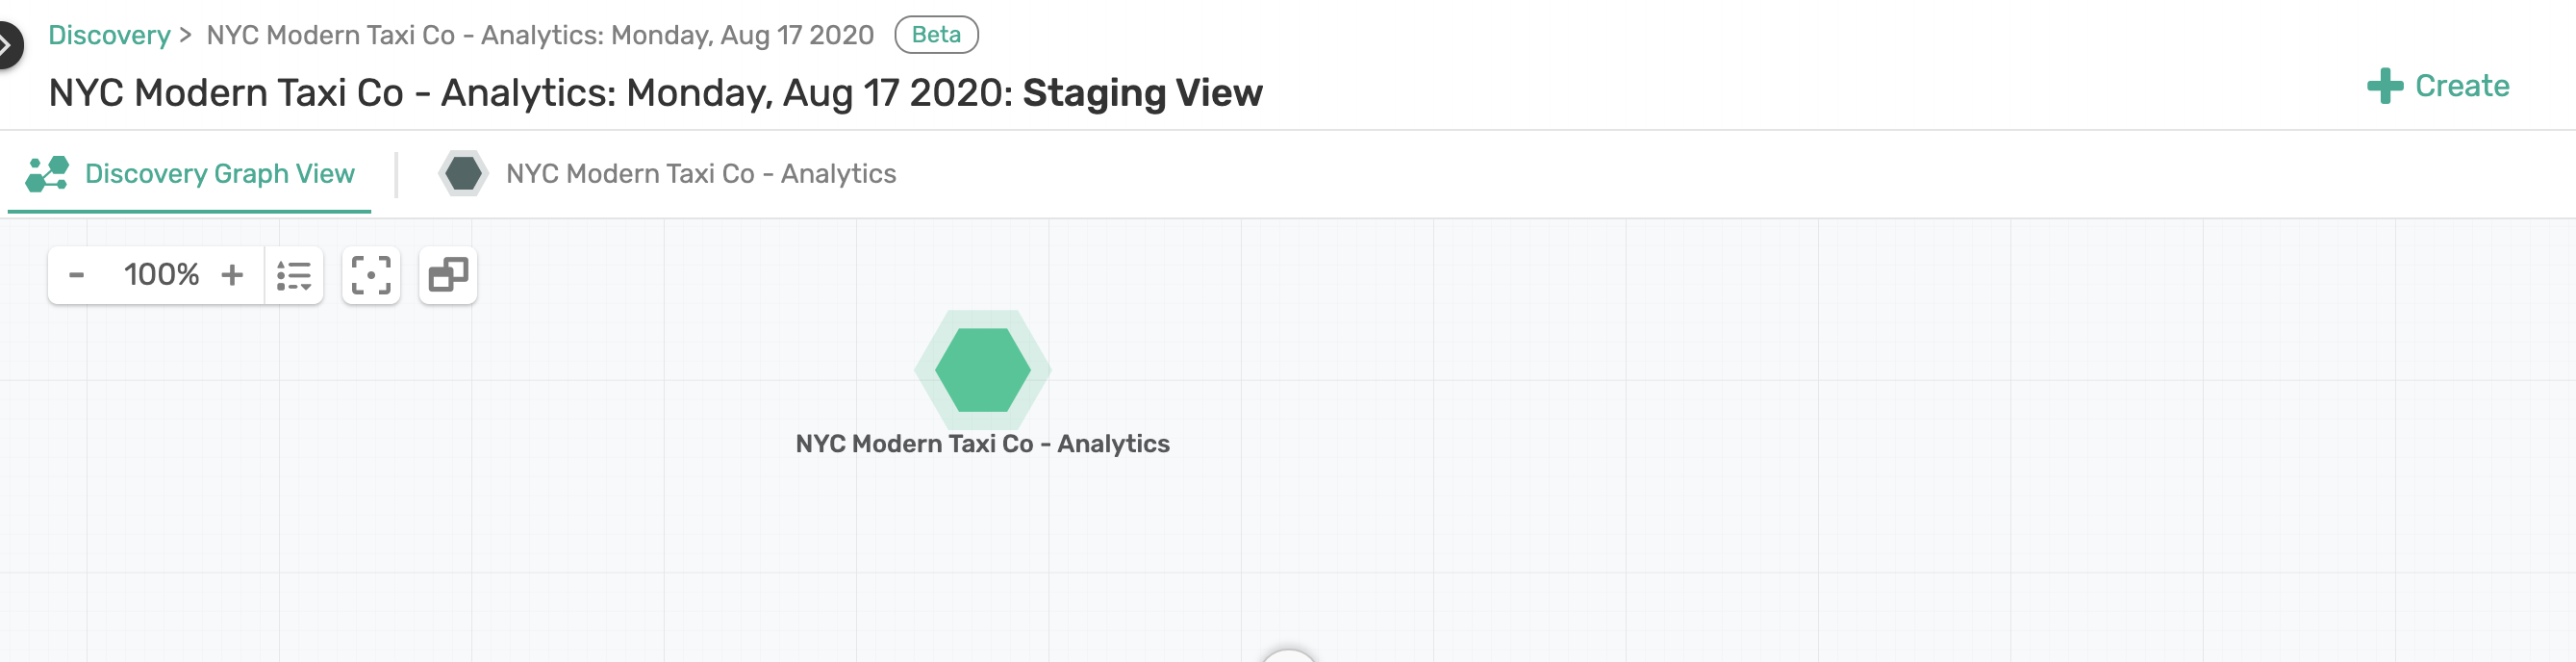 Discovery > NYC Modern Taxi Co - Analytics: Monday, Aug 17 2020 Beta
NYC Modern Taxi Co - Analytics: Monday, Aug 17 2020: Staging View
+ Create
Discovery Graph View
NYC Modern Taxi Co - Analytics
- 100% +
NYC Modern Taxi Co - Analytics